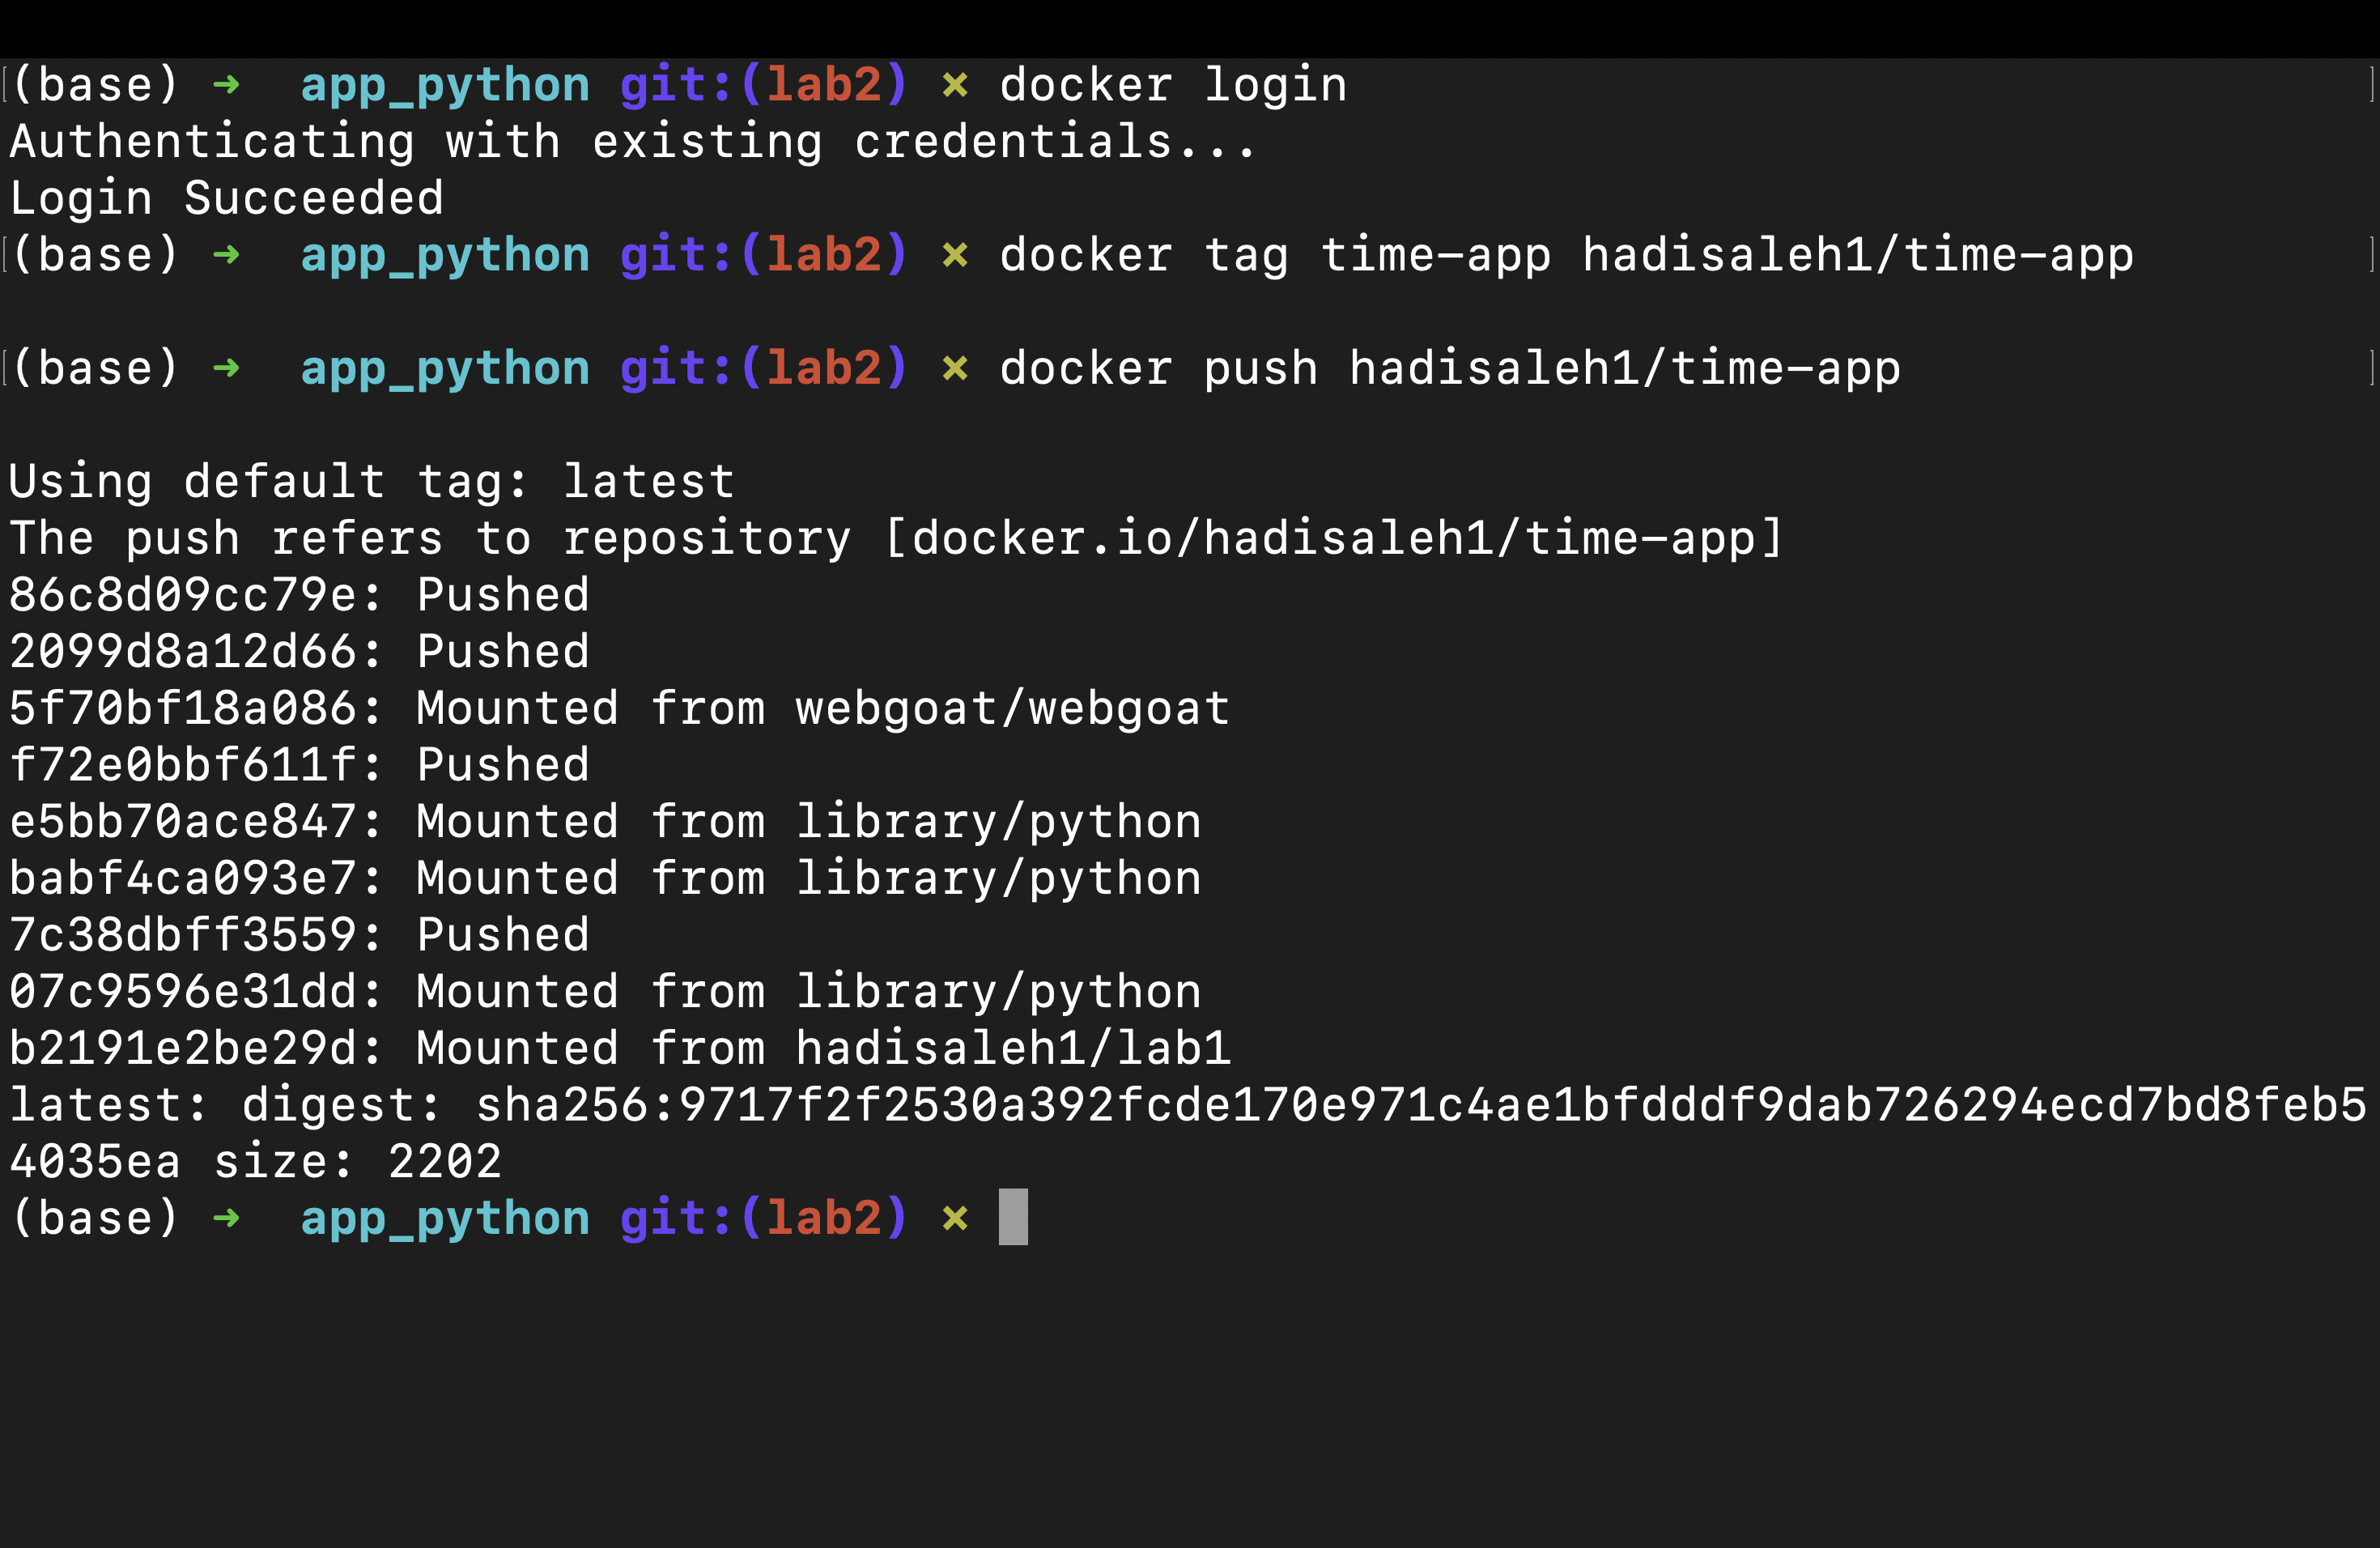 (base) ➜  app_python git:(lab2) ✗ docker login
Authenticating with existing credentials...
Login Succeeded
(base) ➜  app_python git:(lab2) ✗ docker tag time-app hadisaleh1/time-app
(base) ➜  app_python git:(lab2) ✗ docker push hadisaleh1/time-app
Using default tag: latest
The push refers to repository [docker.io/hadisaleh1/time-app]
86c8d09cc79e: Pushed
2099d8a12d66: Pushed
5f70bf18a086: Mounted from webgoat/webgoat
f72e0bbf611f: Pushed
e5bb70ace847: Mounted from library/python
babf4ca093e7: Mounted from library/python
7c38dbff3559: Pushed
07c9596e31dd: Mounted from library/python
b2191e2be29d: Mounted from hadisaleh1/lab1
latest: digest: sha256:9717f2f2530a392fcde170e971c4ae1bfdddf9dab726294ecd7bd8feb5
4035ea size: 2202
(base) ➜  app_python git:(lab2) ✗